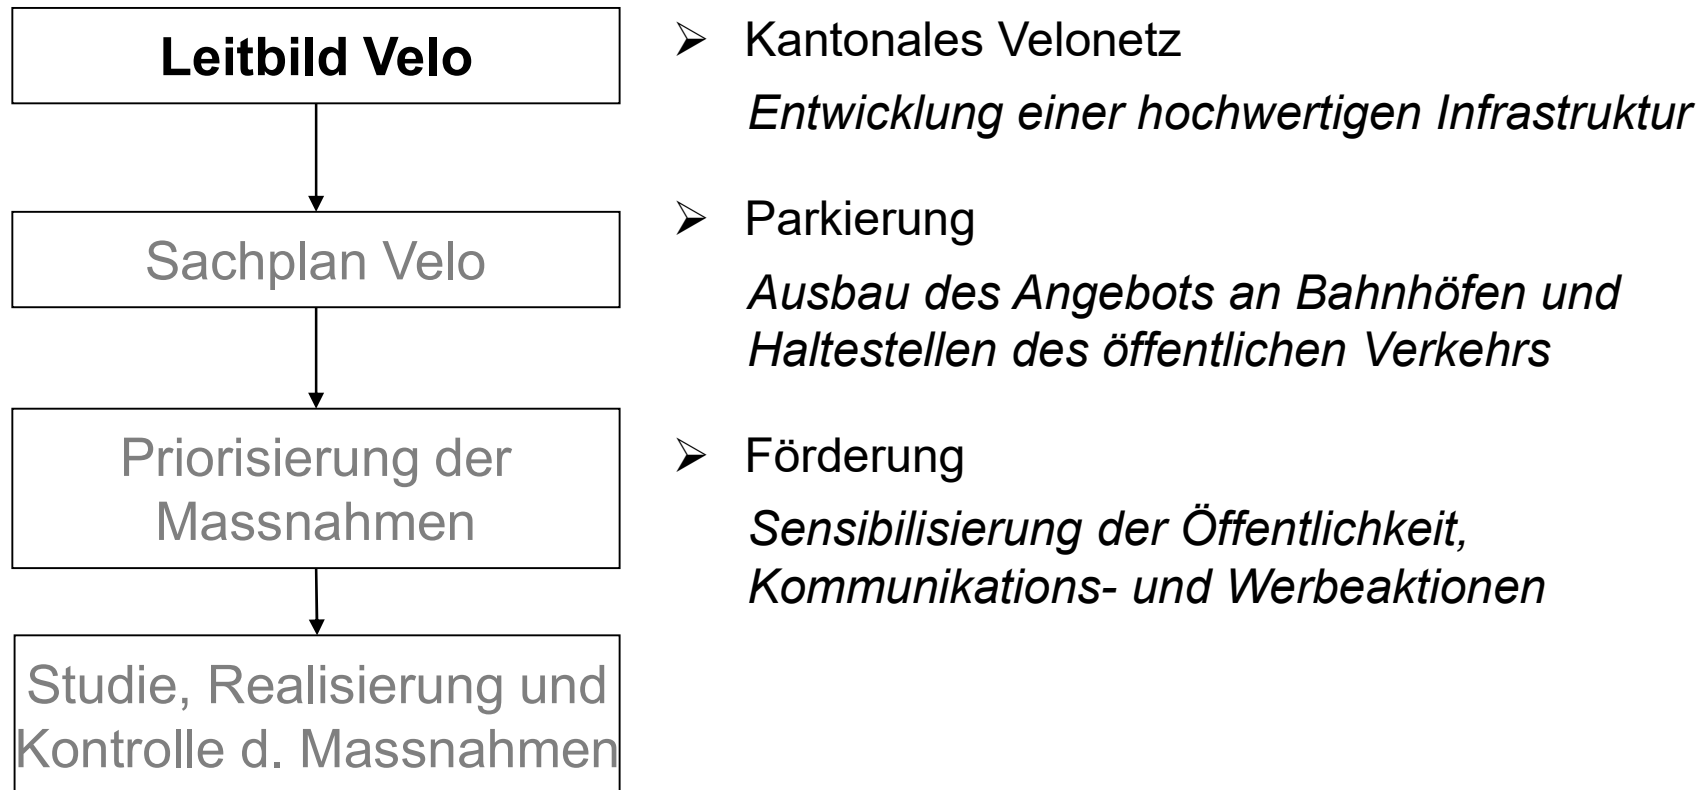 Leitbild Velo
Sachplan Velo
Priorisierung der
Massnahmen
Studie, Realisierung und
Kontrolle d. Massnahmen
➢ Kantonales Velonetz
Entwicklung einer hochwertigen Infrastruktur
➢ Parkierung
Ausbau des Angebots an Bahnhöfen und
Haltestellen des öffentlichen Verkehrs
➢ Förderung
Sensibilisierung der Öffentlichkeit,
Kommunikations- und Werbeaktionen